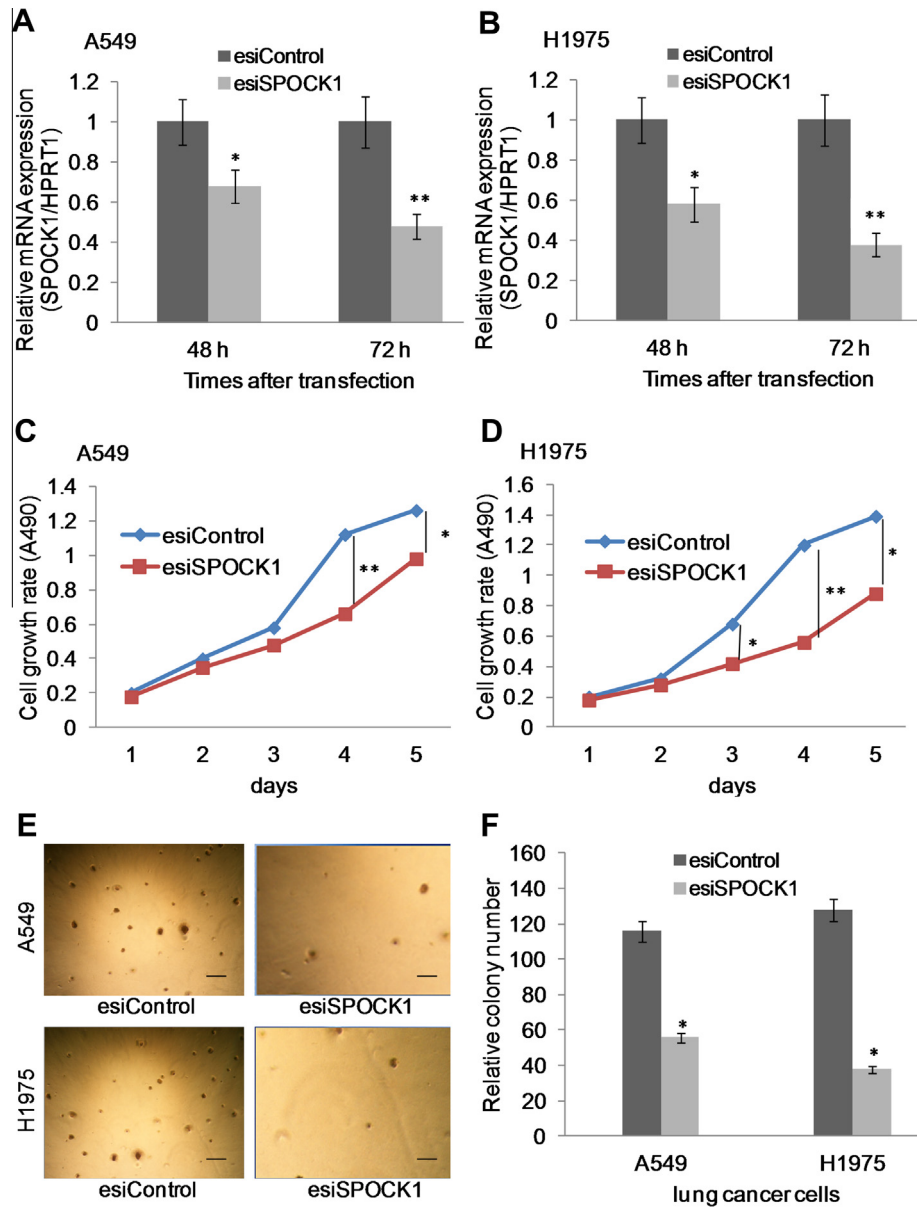 A
A549
esiControl
esiSPOCK1
Relative mRNA expression
(SPOCK1/HPRT1)
1.2
1
0.8
0.6
0.4
0.2
0
*
**
48 h
72 h
Times after transfection
B
H1975
esiControl
esiSPOCK1
Relative mRNA expression
(SPOCK1/HPRT1)
1.2
1
0.8
0.6
0.4
0.2
0
*
**
48 h
72 h
Times after transfection
C
A549
Cell growth rate (A490)
1.4
1.2
1
0.8
0.6
0.4
0.2
0
esiControl
esiSPOCK1
**
*
1 2 3 4 5
days
D
H1975
Cell growth rate (A490)
1.6
1.4
1.2
1
0.8
0.6
0.4
0.2
0
esiControl
esiSPOCK1
*
**
*
1 2 3 4 5
days
E
A549
esiControl
esiSPOCK1
H1975
esiControl
esiSPOCK1
F
esiControl
esiSPOCK1
Relative colony number
160
140
120
100
80
60
40
20
0
*
*
A549
H1975
lung cancer cells